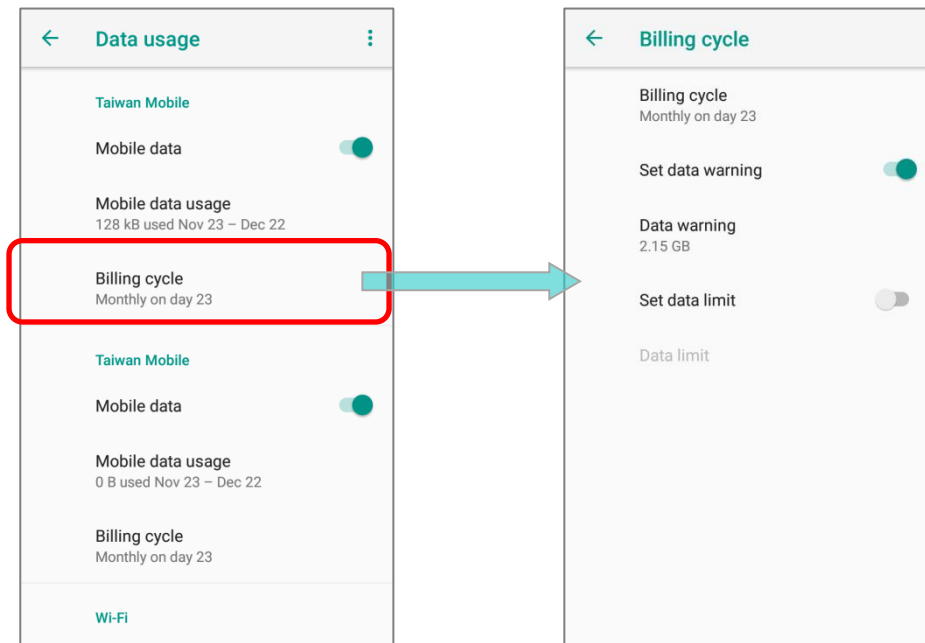 Data usage
Taiwan Mobile
Mobile data
Mobile data usage
128 kB used Nov 23 – Dec 22
Billing cycle
Monthly on day 23
Taiwan Mobile
Mobile data
Mobile data usage
0 B used Nov 23 – Dec 22
Billing cycle
Monthly on day 23
Wi-Fi
Billing cycle
Billing cycle
Monthly on day 23
Set data warning
Data warning
2.15 GB
Set data limit
Data limit